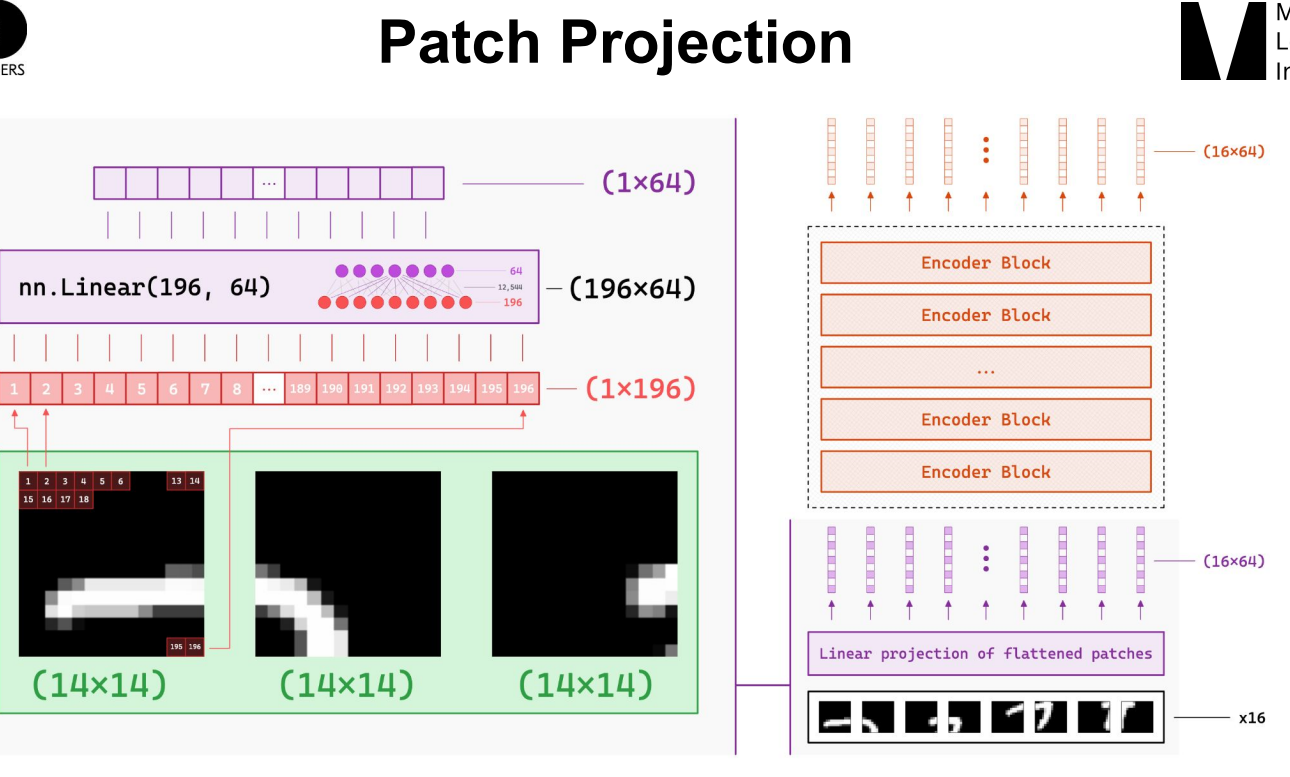 Patch Projection
ERS
M
L
In
...
(1×64)
nn.Linear(196, 64)
64
12,544
196
(196×64)
1 2 3 4 5 6 7 8 ... 189 190 191 192 193 194 195 196
(1×196)
1 2 3 4 5 6 13 14
15 16 17 18
195 196
(14×14) (14×14) (14×14)
(16×64)
Encoder Block
Encoder Block
...
Encoder Block
Encoder Block
(16×64)
Linear projection of flattened patches
x16